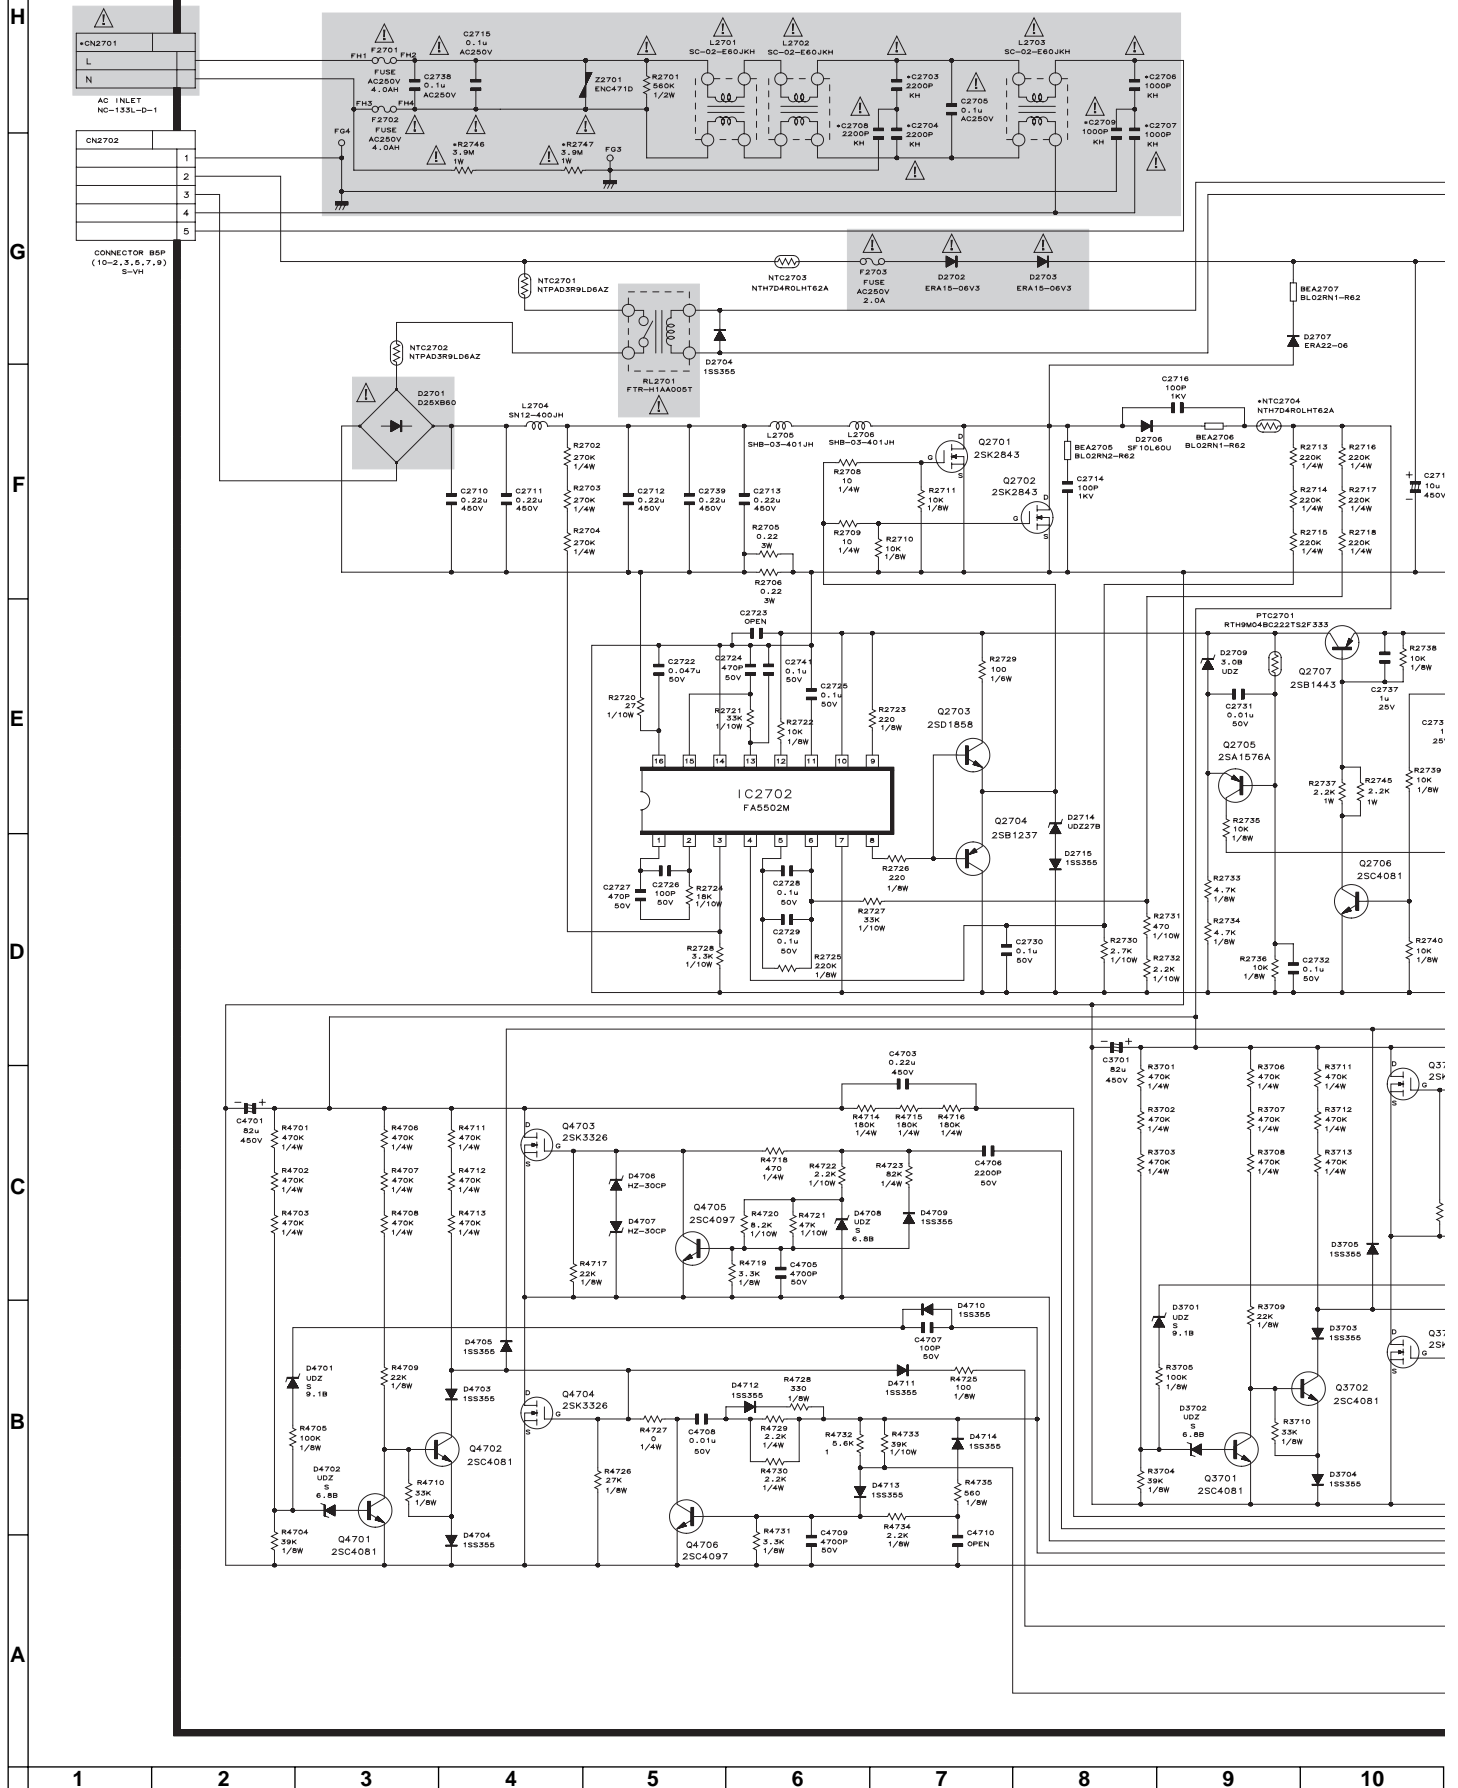 H
*CN2701
L
N
AC INLET
NC-133L-D-1
CN2702
1
2
3
4
5
CONNECTOR B5P
(10-2,3,5,7,9)
S-VH
FH1
F2701
FH2
FUSE
AC250V
4.0AH
FH3
FH4
F2702
FUSE
AC250V
4.0AH
FG4
C2715
0.1u
AC250V
C2738
0.1u
AC250V
Z2701
ENC471D
R2701
560K
1/2W
*R2746
3.9M
1W
*R2747
3.9M
1W
FG3
L2701
SC-02-E60JKH
L2702
SC-02-E60JKH
*C2703
2200P
KH
*C2708
2200P
KH
*C2704
2200P
KH
C2705
0.1u
AC250V
L2703
SC-02-E60JKH
*C2706
1000P
KH
*C2709
1000P
KH
*C2707
1000P
KH
G
NTC2701
NTPAD3R9LD6AZ
NTC2703
NTH7D4R0LHT62A
F2703
FUSE
AC250V
2.0A
D2702
ERA15-06V3
D2703
ERA15-06V3
BEA2707
BL02RN1-R62
D2707
ERA22-06
NTC2702
NTPAD3R9LD6AZ
RL2701
FTR-H1AA005T
D2704
1SS355
D2701
D25XB60
L2704
SN12-400JH
L2705
SHB-03-401JH
L2706
SHB-03-401JH
C2716
100P
1KV
D2706
SF10L60U
BEA2706
BL02RN1-R62
*NTC2704
NTH7D4R0LHT62A
F
C2710
0.22u
450V
C2711
0.22u
450V
R2702
270K
1/4W
R2703
270K
1/4W
R2704
270K
1/4W
C2712
0.22u
450V
C2739
0.22u
450V
C2713
0.22u
450V
R2705
0.22
3W
R2706
0.22
3W
R2708
10
1/4W
R2709
10
1/4W
R2710
10K
1/8W
R2711
10K
1/8W
Q2701
2SK2843
D
G
S
Q2702
2SK2843
D
G
S
BEA2705
BL02RN2-R62
C2714
100P
1KV
R2713
220K
1/4W
R2714
220K
1/4W
R2715
220K
1/4W
R2716
220K
1/4W
R2717
220K
1/4W
R2718
220K
1/4W
C271
10u
450V
E
C2723
OPEN
C2722
0.047u
50V
C2724
470P
50V
C2741
0.1u
50V
C2725
0.1u
50V
R2720
27
1/10W
R2721
33K
1/10W
R2722
10K
1/8W
R2723
220
1/8W
R2729
100
1/6W
Q2703
2SD1858
Q2704
2SB1237
16
15
14
13
12
11
10
9
IC2702
FA5502M
1
2
3
4
5
6
7
8
D2714
UDZ27B
D2715
1SS355
PTC2701
RTH9M04BC222TS2F333
D2709
3.0B
UDZ
C2731
0.01u
50V
Q2705
2SA1576A
R2735
10K
1/8W
Q2707
2SB1443
C2737
1u
25V
R2738
10K
1/8W
C273
1
25
R2737
2.2K
1W
R2745
2.2K
1W
R2739
10K
1/8W
Q2706
2SC4081
D
C2727
470P
50V
C2726
100P
50V
R2724
18K
1/10W
C2728
0.1u
50V
C2729
0.1u
50V
R2725
220K
1/8W
R2726
220
1/8W
R2727
33K
1/10W
R2728
3.3K
1/10W
C2730
0.1u
50V
R2730
2.7K
1/10W
R2731
470
1/10W
R2732
2.2K
1/10W
R2733
4.7K
1/8W
R2734
4.7K
1/8W
R2736
10K
1/8W
C2732
0.1u
50V
R2740
10K
1/8W
C
C4701
82u
450V
R4701
470K
1/4W
R4702
470K
1/4W
R4703
470K
1/4W
R4706
470K
1/4W
R4707
470K
1/4W
R4708
470K
1/4W
R4711
470K
1/4W
R4712
470K
1/4W
R4713
470K
1/4W
Q4703
2SK3326
D
G
S
C4703
0.22u
450V
R4714
180K
1/4W
R4715
180K
1/4W
R4716
180K
1/4W
D4706
HZ-30CP
D4707
HZ-30CP
R4717
22K
1/8W
Q4705
2SC4097
R4718
470
1/4W
R4720
8.2K
1/10W
R4721
47K
1/10W
R4722
2.2K
1/10W
D4708
UDZ
S
6.8B
R4723
82K
1/4W
D4709
1SS355
C4706
2200P
50V
R4719
3.3K
1/8W
C4705
4700P
50V
C3701
82u
450V
R3701
470K
1/4W
R3702
470K
1/4W
R3703
470K
1/4W
R3706
470K
1/4W
R3707
470K
1/4W
R3708
470K
1/4W
R3711
470K
1/4W
R3712
470K
1/4W
R3713
470K
1/4W
D3705
1SS355
Q37
2SK
D
G
S
B
D4701
UDZ
S
9.1B
R4705
100K
1/8W
D4702
UDZ
S
6.8B
R4704
39K
1/8W
Q4701
2SC4081
R4709
22K
1/8W
R4710
33K
1/8W
D4703
1SS355
D4705
1SS355
Q4702
2SC4081
D4704
1SS355
Q4704
2SK3326
D
G
S
R4726
27K
1/8W
R4727
0
1/4W
C4708
0.01u
50V
Q4706
2SC4097
D4712
1SS355
R4728
330
1/8W
R4729
2.2K
1/4W
R4730
2.2K
1/4W
R4731
3.3K
1/8W
C4709
4700P
50V
D4710
1SS355
C4707
100P
50V
D4711
1SS355
R4725
100
1/8W
R4732
5.6K
1
R4733
39K
1/10W
D4714
1SS355
D4713
1SS355
R4735
560
1/8W
R4734
2.2K
1/8W
C4710
OPEN
D3701
UDZ
S
9.1B
R3705
100K
1/8W
D3702
UDZ
S
6.8B
R3704
39K
1/8W
Q3701
2SC4081
R3709
22K
1/8W
R3710
33K
1/8W
D3703
1SS355
Q3702
2SC4081
D3704
1SS355
Q37
2SK
D
G
S
A
1
2
3
4
5
6
7
8
9
10